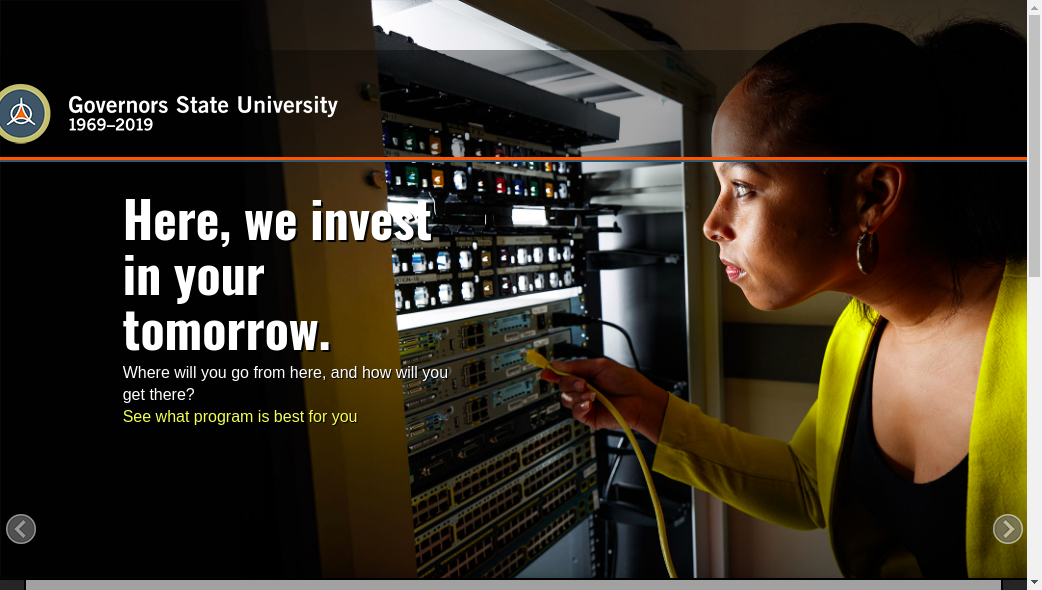 Governors State University
1969–2019
Here, we invest
in your
tomorrow.
Where will you go from here, and how will you
get there?
See what program is best for you